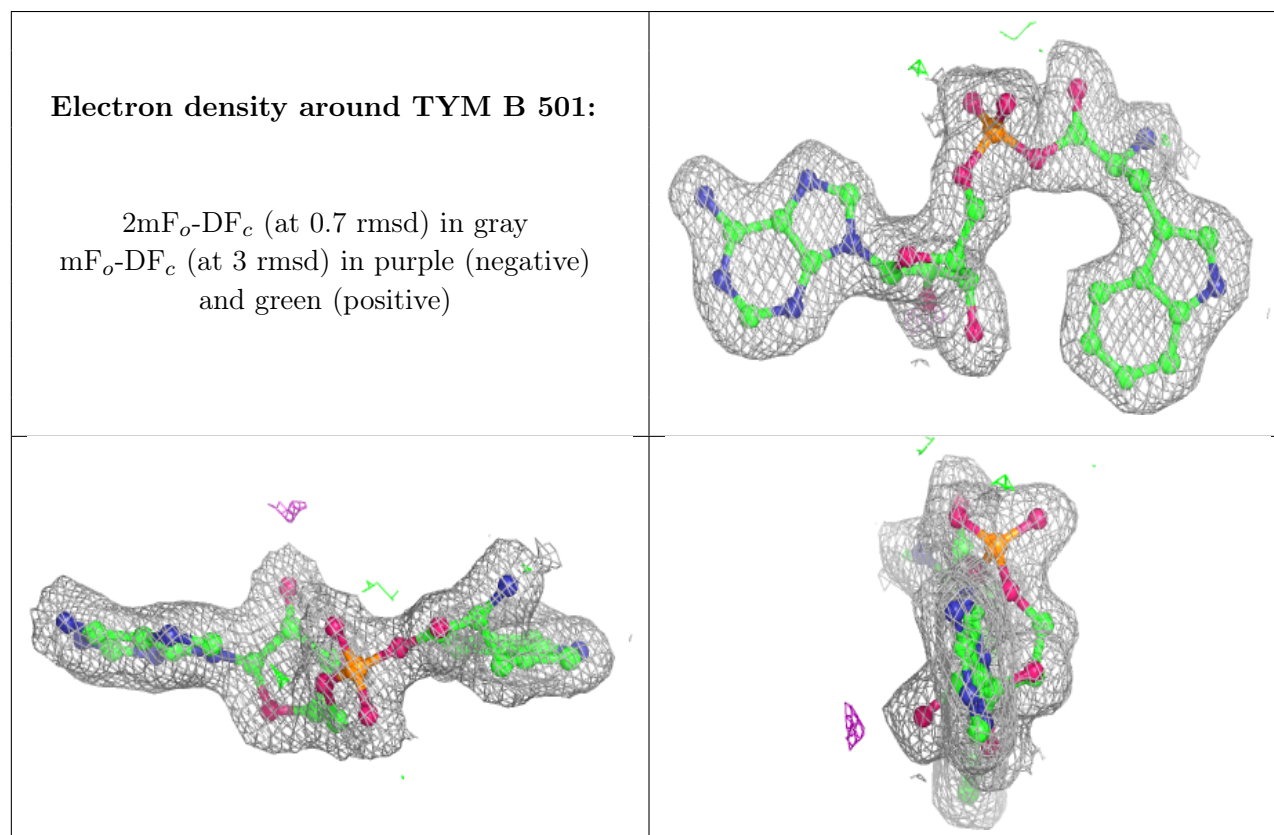 Electron density around TYM B 501:
2mFo-DFc (at 0.7 rmsd) in gray
mFo-DFc (at 3 rmsd) in purple (negative)
and green (positive)